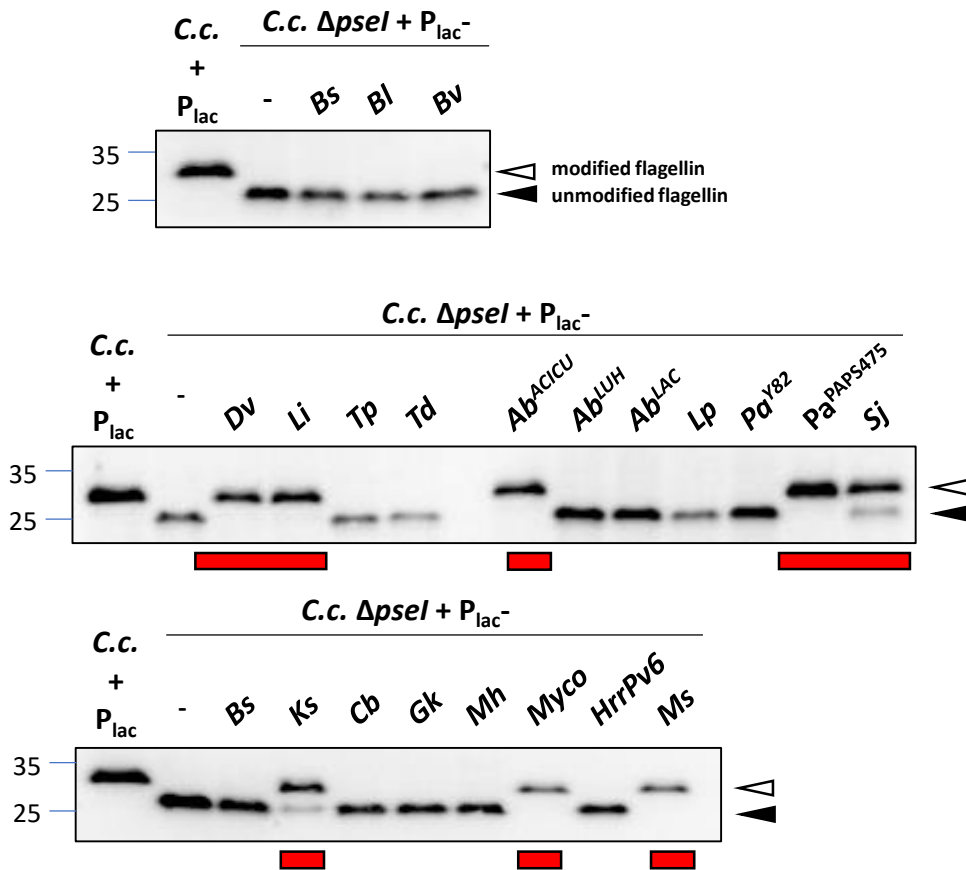 C.c. ΔpseI + Plac-
C.c.
+
Plac
- Bs Bl Bv
35
25
modified flagellin
unmodified flagellin
C.c. ΔpseI + Plac-
C.c.
+
Plac
- Dv Li Tp Td AbACICU AbLUH AbLAC Lp PaY82 PaPAPS475 Sj
35
25
C.c. ΔpseI + Plac-
C.c.
+
Plac
- Bs Ks Cb Gk Mh Myco HrrPv6 Ms
35
25